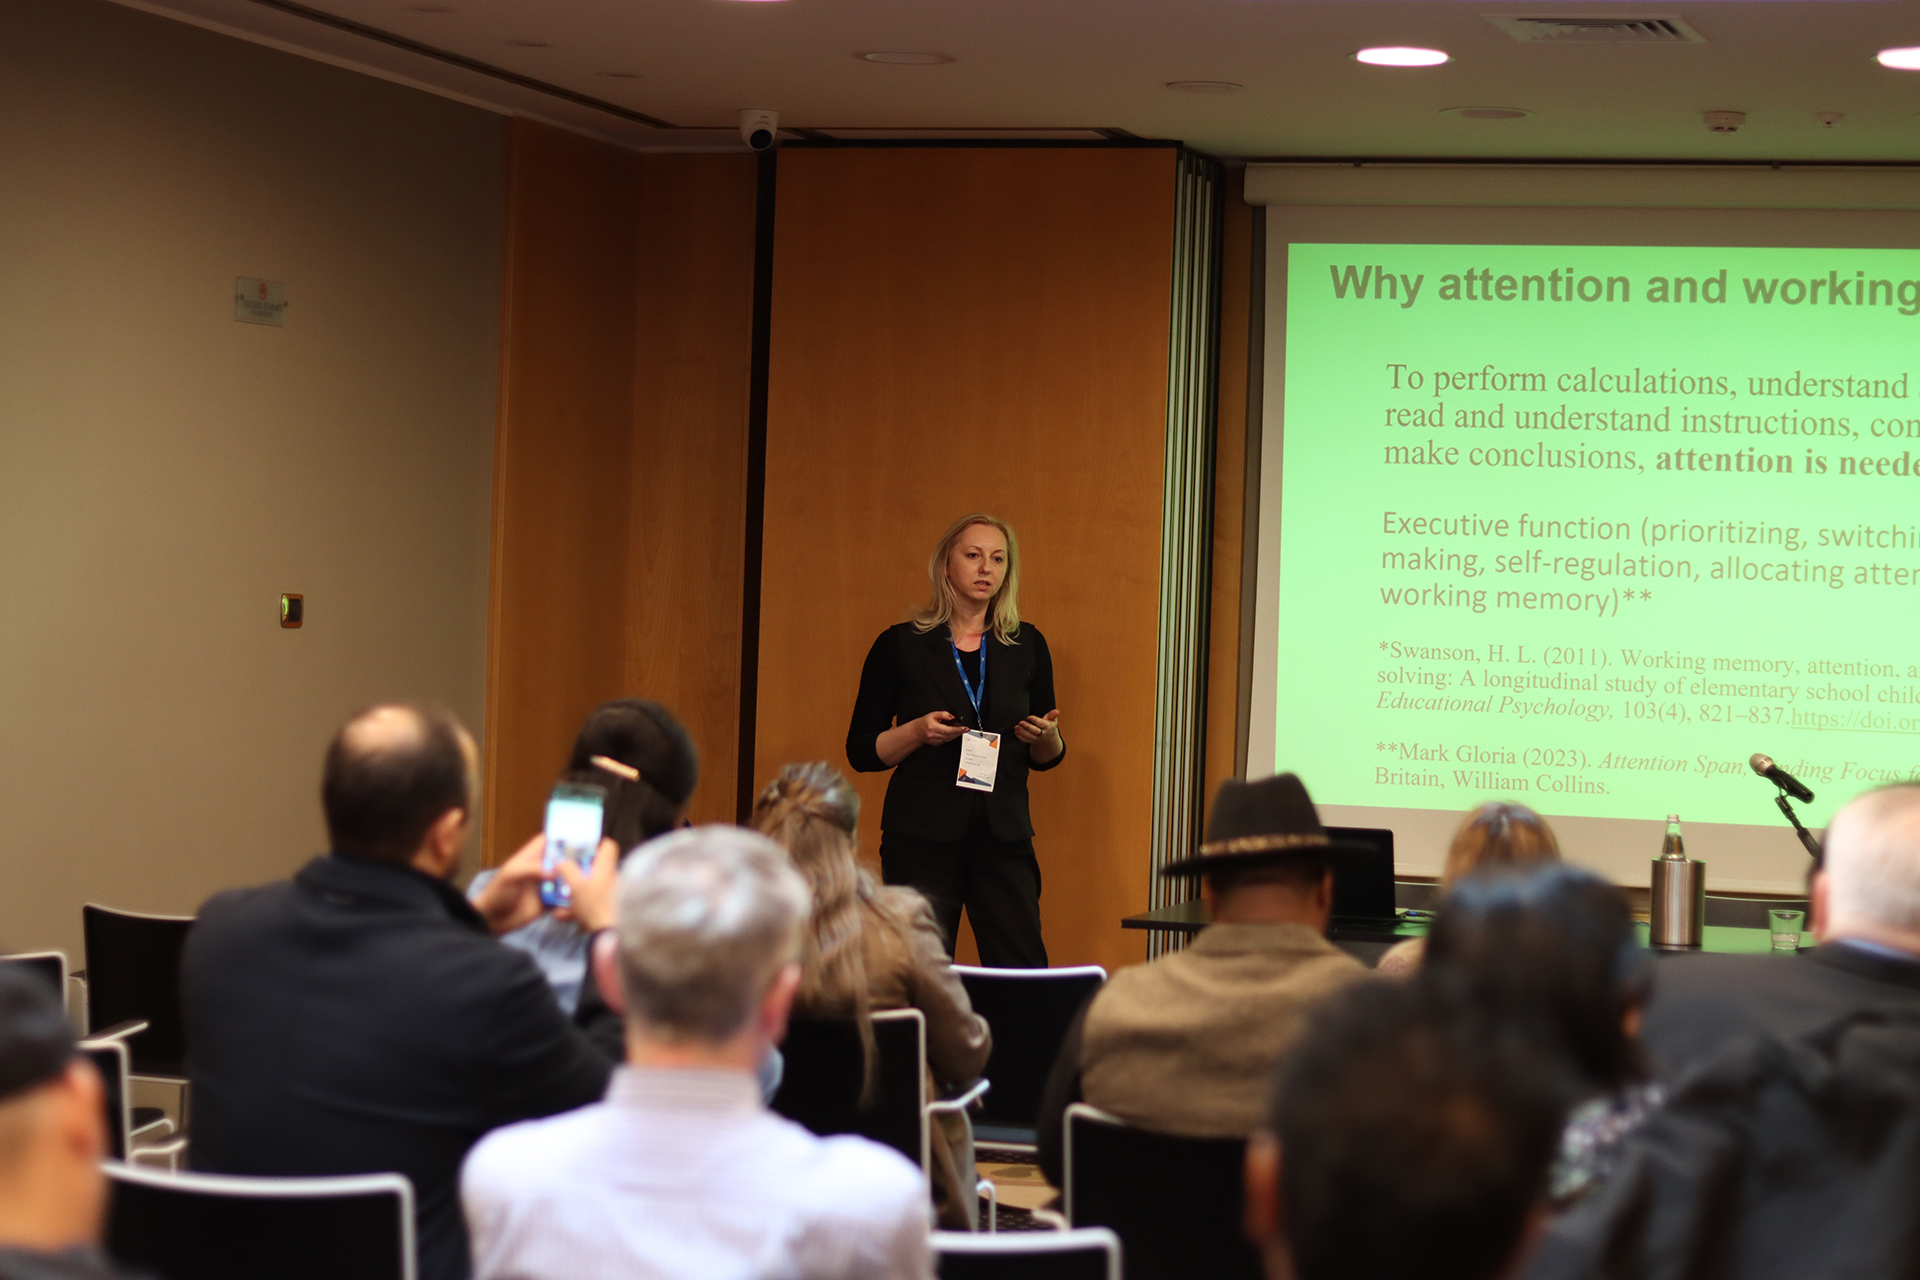 Why attention and working
To perform calculations, understand
read and understand instructions, con
make conclusions, attention is neede
Executive function (prioritizing, switchi
making, self-regulation, allocating atter
working memory)**
*Swanson, H. L. (2011). Working memory, attention, a
solving: A longitudinal study of elementary school chil
Educational Psychology, 103(4), 821–837.https://doi.or
**Mark Gloria (2023). Attention Span, nding Focus f
Britain, William Collins.